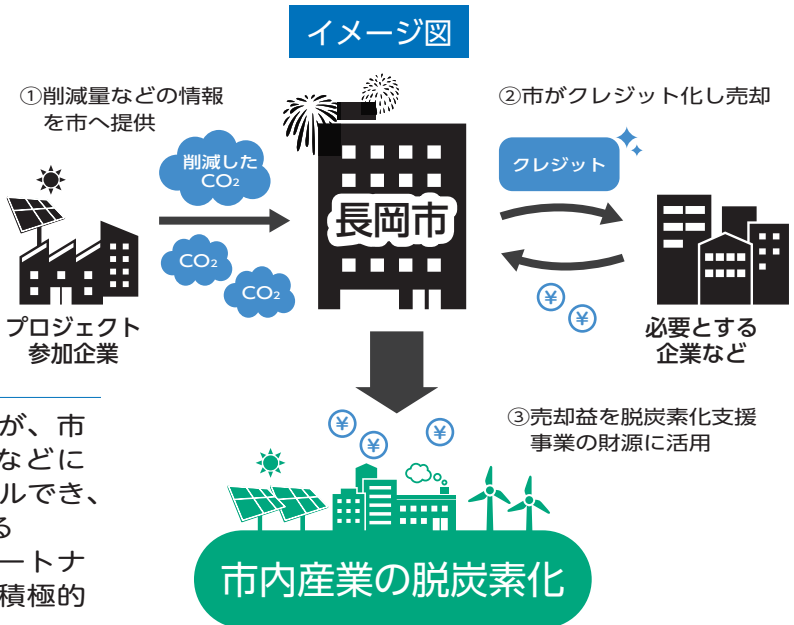 イメージ図
①削減量などの情報
を市へ提供
②市がクレジット化し売却
削減した
CO₂
クレジット
長岡市
CO₂
CO₂
¥
¥
プロジェクト
参加企業
必要とする
企業など
¥
¥
¥
③売却益を脱炭素化支援
事業の財源に活用
市内産業の脱炭素化
が、市
などに
ルでき、
る
ートナ
積極的